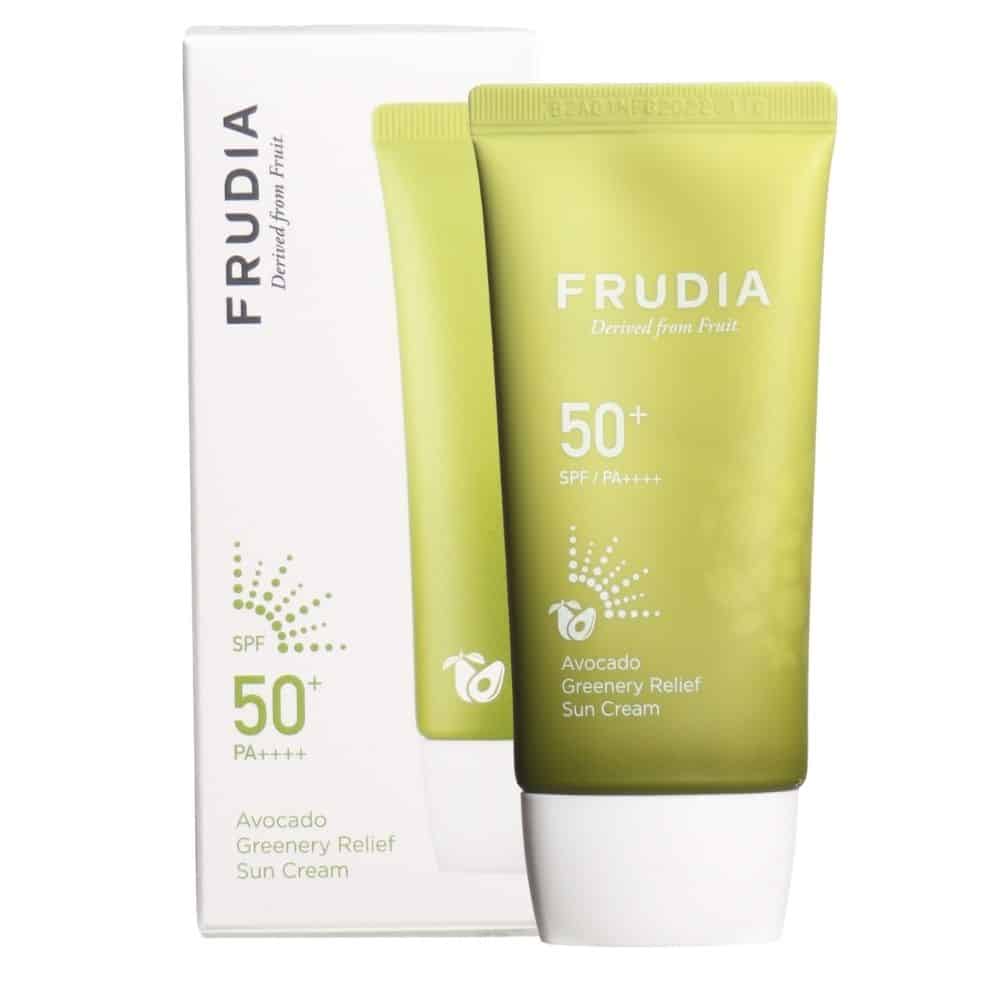 FRUDIA
Derived from Fruit
SPF
50+
PA++++
Avocado
Greenery Relief
Sun Cream
FRUDIA
Derived from Fruit
50+
SPF / PA++++
Avocado
Greenery Relief
Sun Cream